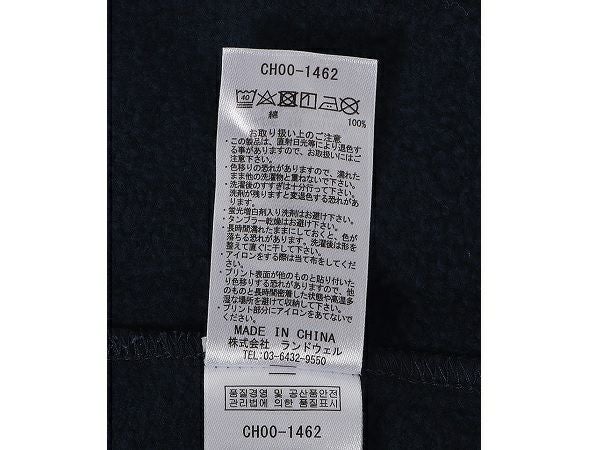 CH00-1462
40
綿
100%
お取り扱い上のご注意
・この製品は、直射日光等により退色す
る事がありますので、お取扱いにはご
注意下さい。
・色移りの恐れがありますので、濡れた
まま他の洗濯物と重ねないで下さい。
・洗濯後のすすぎは十分行って下さい。
洗剤が残りますと変退色する恐れがあ
ります。
・蛍光増白剤入り洗剤はお避け下さい。
・タンブラー乾燥はお避け下さい。
・長時間濡れたままにしておくと、色が
落ちる恐れがあります。洗濯後は形を
整えて直ぐに干して下さい。
・アイロンをする際は当て布をしてくだ
さい。
・プリント表面が他のものと貼り付いた
り色移りする恐れがありますので、他
のものと長時間密着した状態や高温多
湿な場所を避けて収納して下さい。
・プリント部分にアイロンをあてないで
ください。
MADE IN CHINA
株式会社 ランドウェル
TEL:03-6432-9550
품질경영 및 공산품안전
관리법에 의한 품질표시
CH00-1462